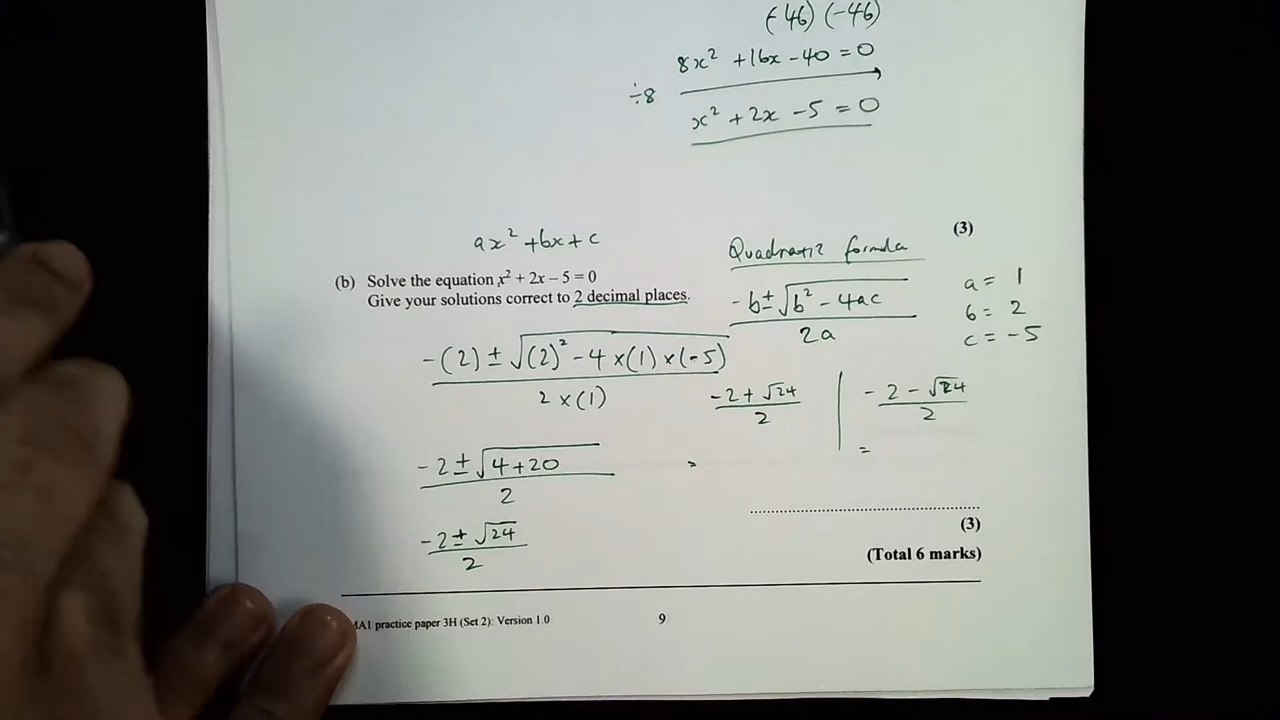 (-46) (-46)
8x² + 16x - 40 = 0
÷8
x² + 2x - 5 = 0
(3)
ax² + bx + c
Quadratic formula
(b) Solve the equation x² + 2x – 5 = 0
Give your solutions correct to 2 decimal places.
-b ± √(b² - 4ac)
2a
a = 1
b = 2
c = -5
-(2) ± √((2)² - 4 × (1) × (-5))
2 × (1)
-2 + √24
2
=
-2 - √24
2
=
-2 ± √(4 + 20)
2
-2 ± √24
2
(3)
(Total 6 marks)
MA1 practice paper 3H (Set 2): Version 1.0
9